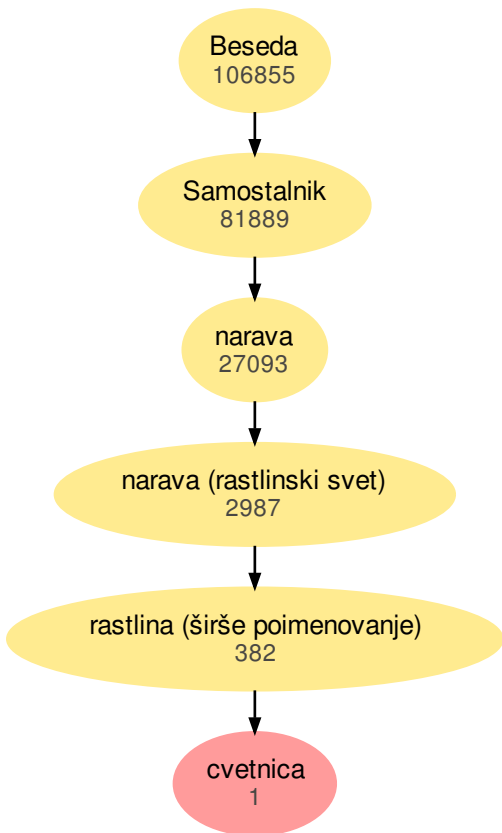 Beseda
106855
Samostalnik
81889
narava
27093
narava (rastlinski svet)
2987
rastlina (širše poimenovanje)
382
cvetnica
1